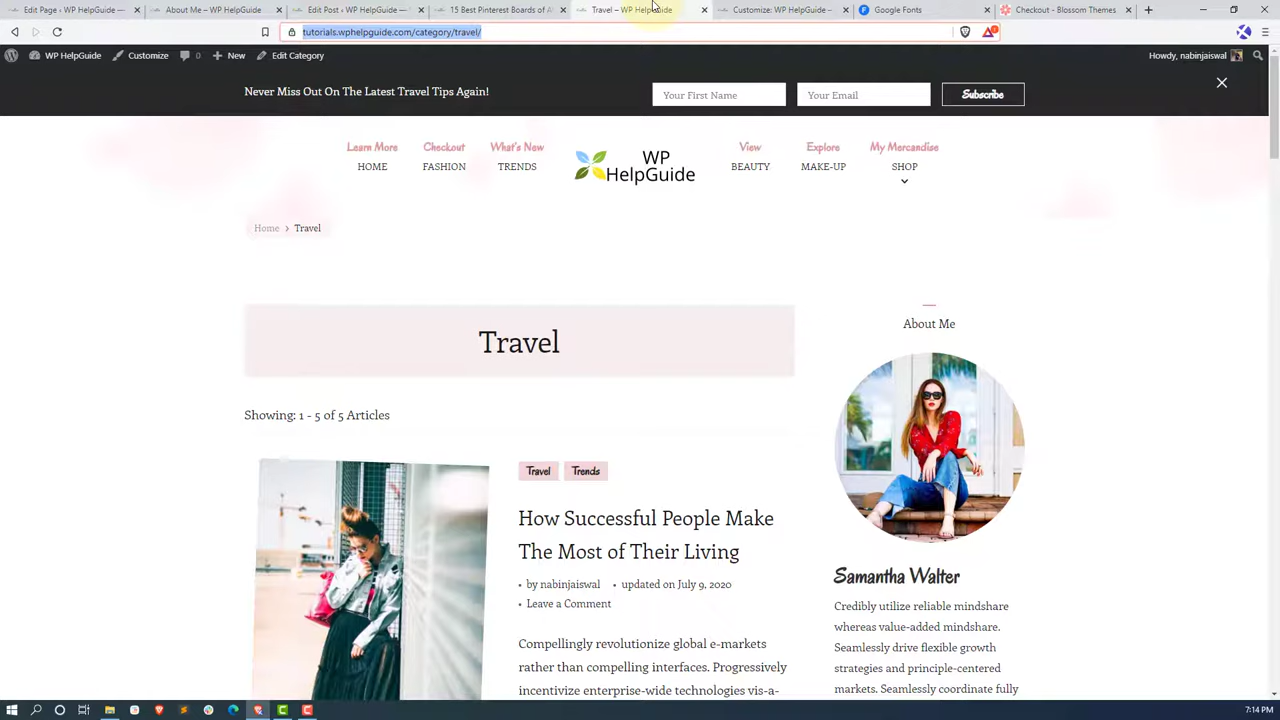 Edit Page ‹ WP HelpGuide —
About Me – WP HelpGuide
Edit Post ‹ WP HelpGuide —
15 Best Pinterest Boards of Al
Travel – WP HelpGuide
Customize: WP HelpGuide –
Google Fonts
Checkout - Blossom Themes
tutorials.wphelpguide.com/category/travel/
WP HelpGuide
Customize
0
New
Edit Category
Howdy, nabinjaiswal
Never Miss Out On The Latest Travel Tips Again!
Your First Name
Your Email
Subscribe
Learn More
Checkout
What's New
View
Explore
My Mercandise
HOME
FASHION
TRENDS
WP
HelpGuide
BEAUTY
MAKE-UP
SHOP
Home › Travel
Travel
About Me
Showing: 1 - 5 of 5 Articles
Travel
Trends
How Successful People Make
The Most of Their Living
by nabinjaiswal
updated on July 9, 2020
Leave a Comment
Compellingly revolutionize global e-markets
rather than compelling interfaces. Progressively
incentivize enterprise-wide technologies vis-a-
Samantha Walter
Credibly utilize reliable mindshare
whereas value-added mindshare.
Seamlessly drive flexible growth
strategies and principle-centered
markets. Seamlessly coordinate fully
7:14 PM